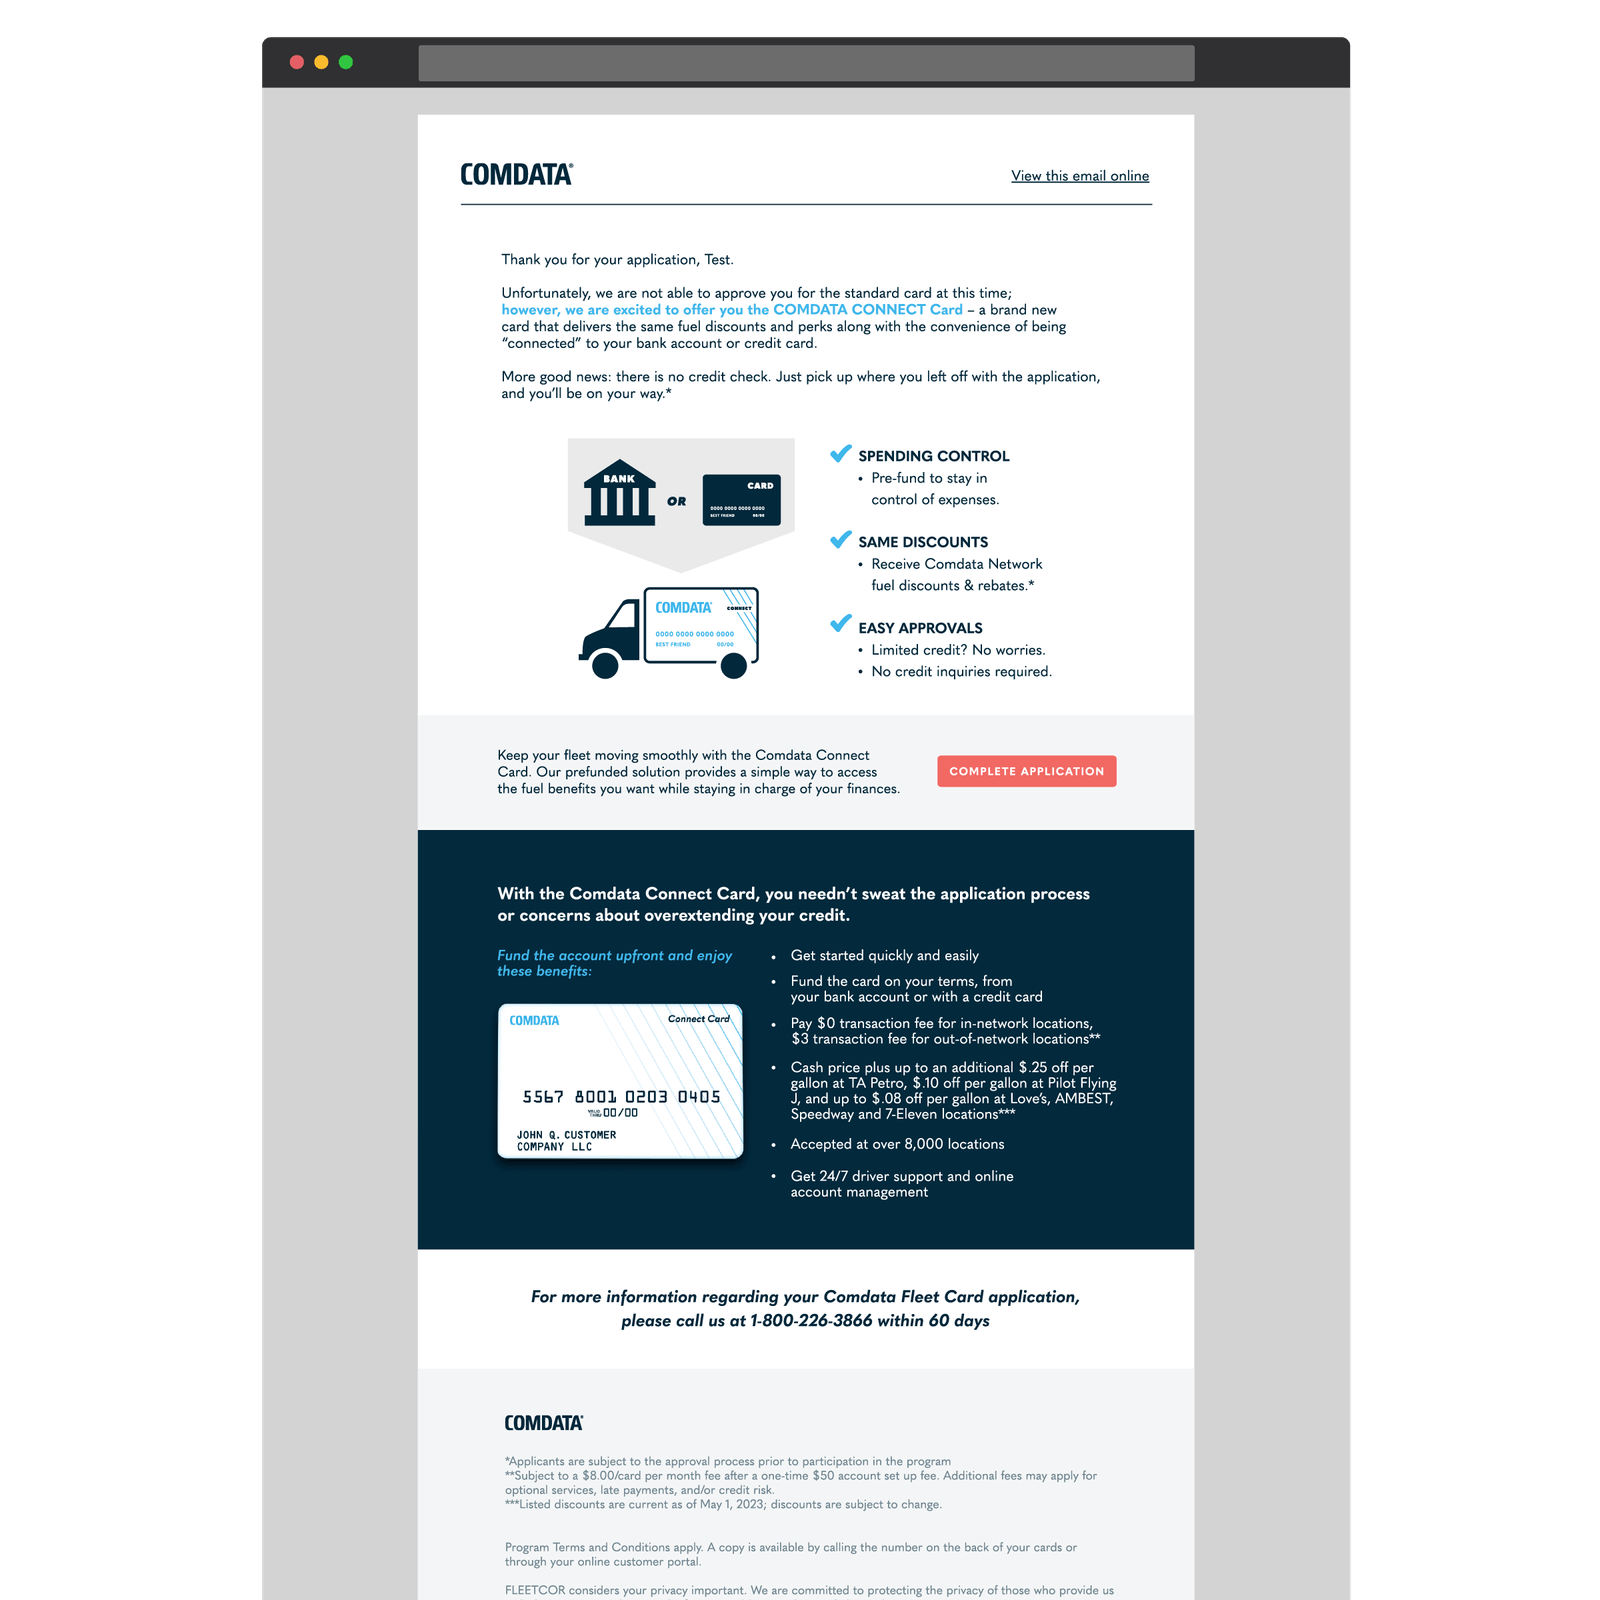 COMDATA®
View this email online
Thank you for your application, Test.
Unfortunately, we are not able to approve you for the standard card at this time;
however, we are excited to offer you the COMDATA CONNECT Card – a brand new
card that delivers the same fuel discounts and perks along with the convenience of being
“connected” to your bank account or credit card.
More good news: there is no credit check. Just pick up where you left off with the application,
and you’ll be on your way.*
BANK
OR
CARD
0000 0000 0000 0000
BEST FRIEND 00/00
COMDATA
CONNECT
0000 0000 0000 0000
BEST FRIEND 00/00
SPENDING CONTROL
• Pre-fund to stay in
control of expenses.
SAME DISCOUNTS
• Receive Comdata Network
fuel discounts & rebates.*
EASY APPROVALS
• Limited credit? No worries.
• No credit inquiries required.
Keep your fleet moving smoothly with the Comdata Connect
Card. Our prefunded solution provides a simple way to access
the fuel benefits you want while staying in charge of your finances.
COMPLETE APPLICATION
With the Comdata Connect Card, you needn’t sweat the application process
or concerns about overextending your credit.
Fund the account upfront and enjoy
these benefits:
COMDATA
Connect Card
5567 8001 0203 0405
VALID THRU 00/00
JOHN Q. CUSTOMER
COMPANY LLC
• Get started quickly and easily
• Fund the card on your terms, from
your bank account or with a credit card
• Pay $0 transaction fee for in-network locations,
$3 transaction fee for out-of-network locations**
• Cash price plus up to an additional $.25 off per
gallon at TA Petro, $.10 off per gallon at Pilot Flying
J, and up to $.08 off per gallon at Love’s, AMBEST,
Speedway and 7-Eleven locations***
• Accepted at over 8,000 locations
• Get 24/7 driver support and online
account management
For more information regarding your Comdata Fleet Card application,
please call us at 1-800-226-3866 within 60 days
COMDATA
*Applicants are subject to the approval process prior to participation in the program
**Subject to a $8.00/card per month fee after a one-time $50 account set up fee. Additional fees may apply for
optional services, late payments, and/or credit risk.
***Listed discounts are current as of May 1, 2023; discounts are subject to change.
Program Terms and Conditions apply. A copy is available by calling the number on the back of your cards or
through your online customer portal.
FLEETCOR considers your privacy important. We are committed to protecting the privacy of those who provide us